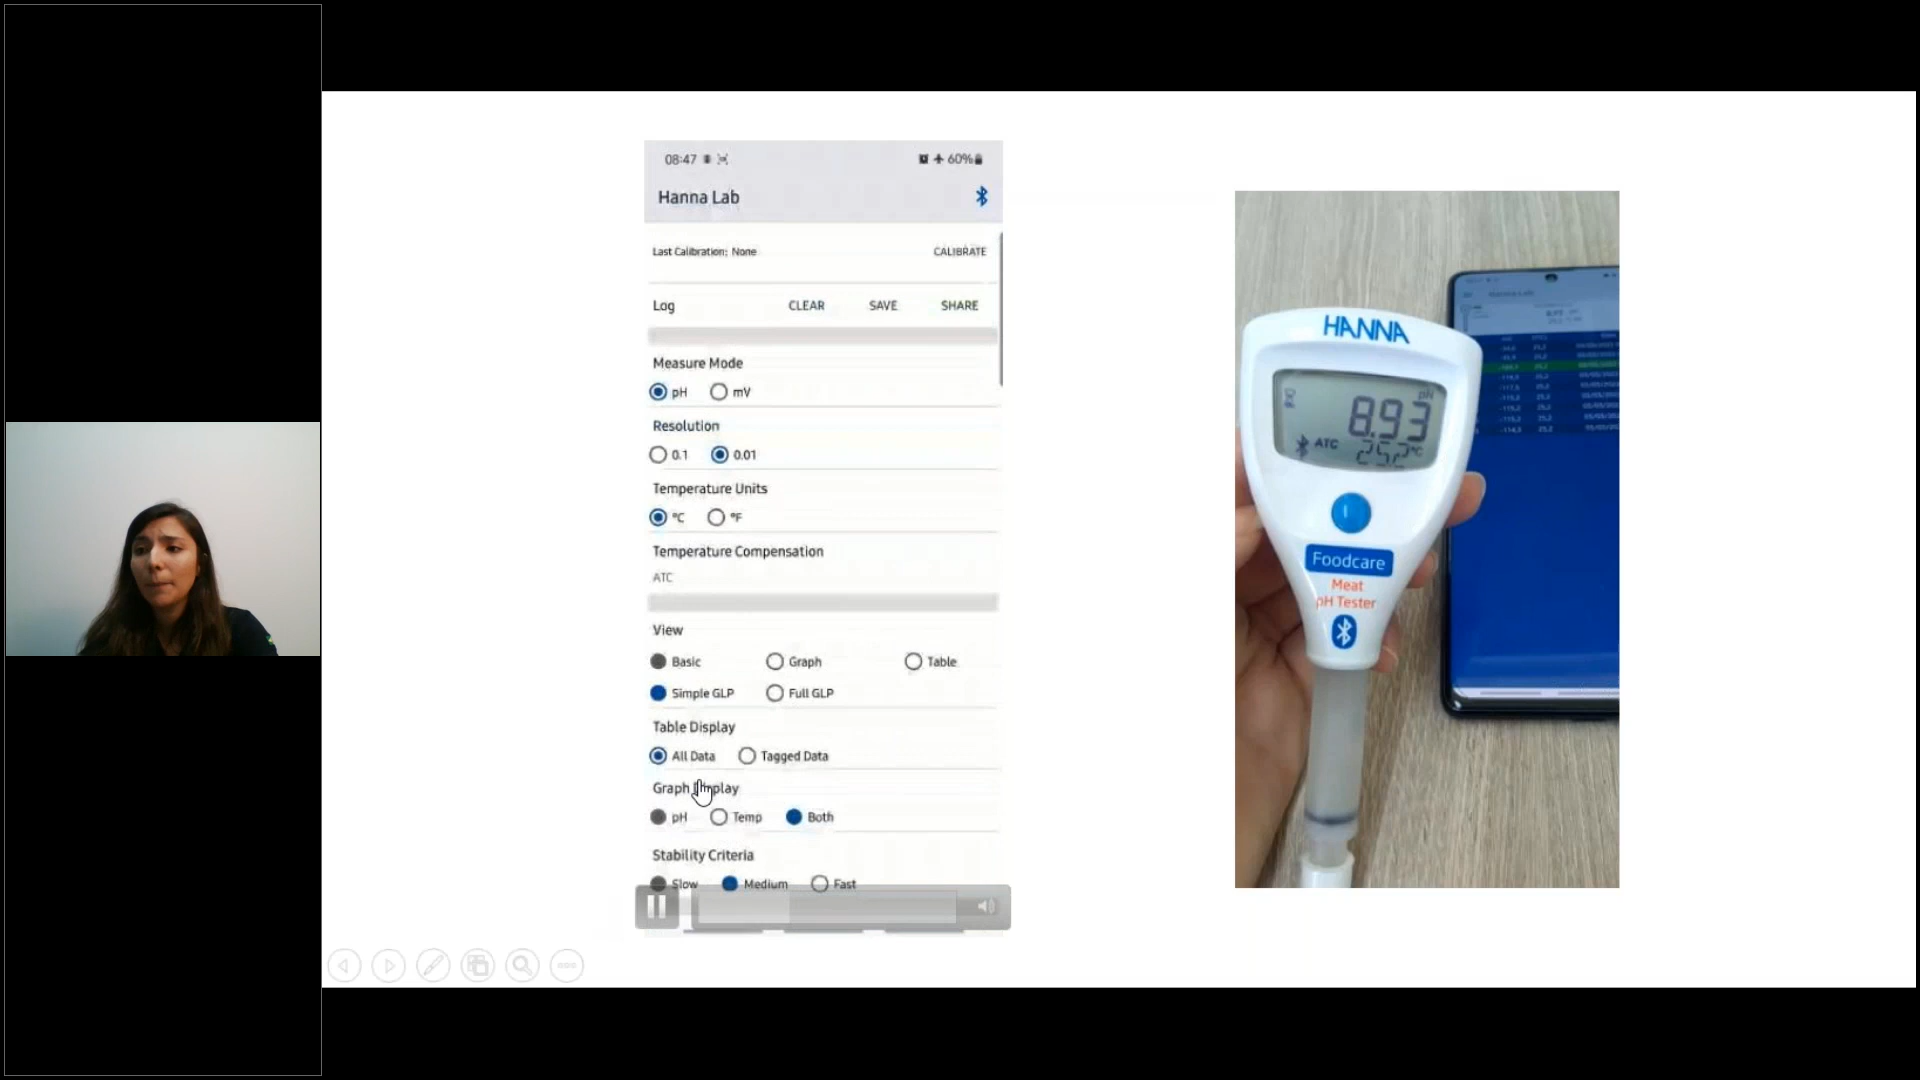 08:47
60%
Hanna Lab
Last Calibration: None
CALIBRATE
Log
CLEAR
SAVE
SHARE
Measure Mode
pH
mV
Resolution
0.1
0.01
Temperature Units
°C
°F
Temperature Compensation
ATC
View
Basic
Graph
Table
Simple GLP
Full GLP
Table Display
All Data
Tagged Data
Graph Display
pH
Temp
Both
Stability Criteria
Slow
Medium
Fast
HANNA
pH
8.93
ATC
25.2 °C
Foodcare
Meat
pH Tester